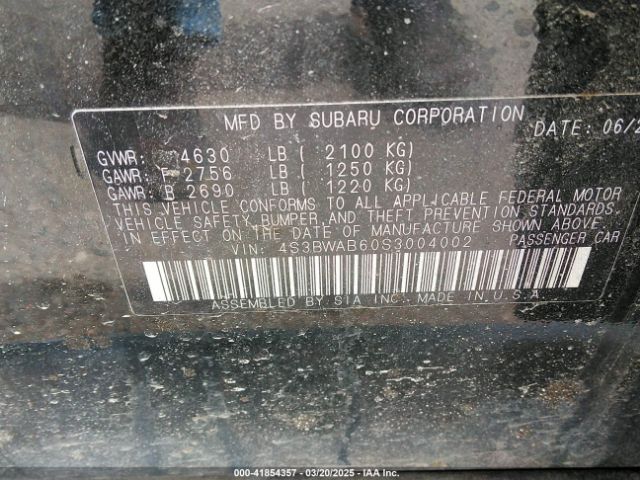 MFD BY SUBARU CORPORATION
DATE: 06/2
GVWR: 4630 LB ( 2100 KG)
GAWR: F 2756 LB ( 1250 KG)
GAWR: B 2690 LB ( 1220 KG)
THIS VEHICLE CONFORMS TO ALL APPLICABLE FEDERAL MOTOR
VEHICLE SAFETY, BUMPER, AND THEFT PREVENTION STANDARDS
IN EFFECT ON THE DATE OF MANUFACTURE SHOWN ABOVE.
VIN: 4S3BWAB60S3004002 PASSENGER CAR
ASSEMBLED BY SIA INC. MADE IN U.S.A
000-41854357 | 03/20/2025 | IAA Inc.